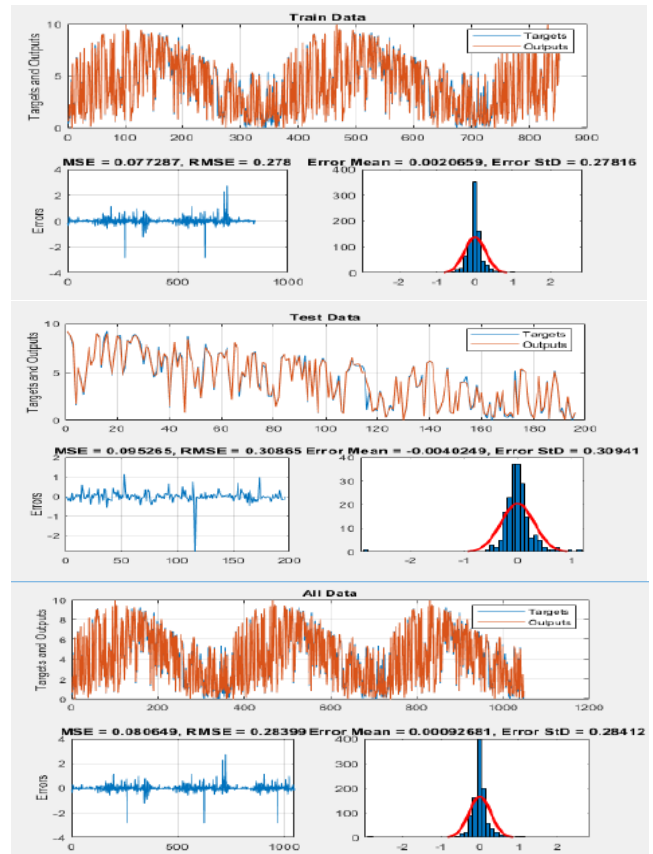 Train Data
10
5
0
Targets and Outputs
Targets
Outputs
0 100 200 300 400 500 600 700 800 900
MSE = 0.077287, RMSE = 0.278 Error Mean = 0.0020659, Error StD = 0.27816
4
2
0
-2
-4
Errors
0 500 1000
400
300
200
100
0
-2 -1 0 1 2
Test Data
10
5
0
Targets and Outputs
Targets
Outputs
0 20 40 60 80 100 120 140 160 180 200
MSE = 0.095265, RMSE = 0.30865 Error Mean = -0.0040249, Error StD = 0.30941
2
1
0
-1
-2
Errors
0 50 100 150 200
40
30
20
10
0
-2 -1 0 1
All Data
10
8
6
4
2
0
Targets and Outputs
Targets
Outputs
0 200 400 600 800 1000 1200
MSE = 0.080649, RMSE = 0.28399 Error Mean = 0.00092681, Error StD = 0.28412
4
2
0
-2
-4
Errors
0 500 1000
400
300
200
100
0
-2 -1 0 1 2